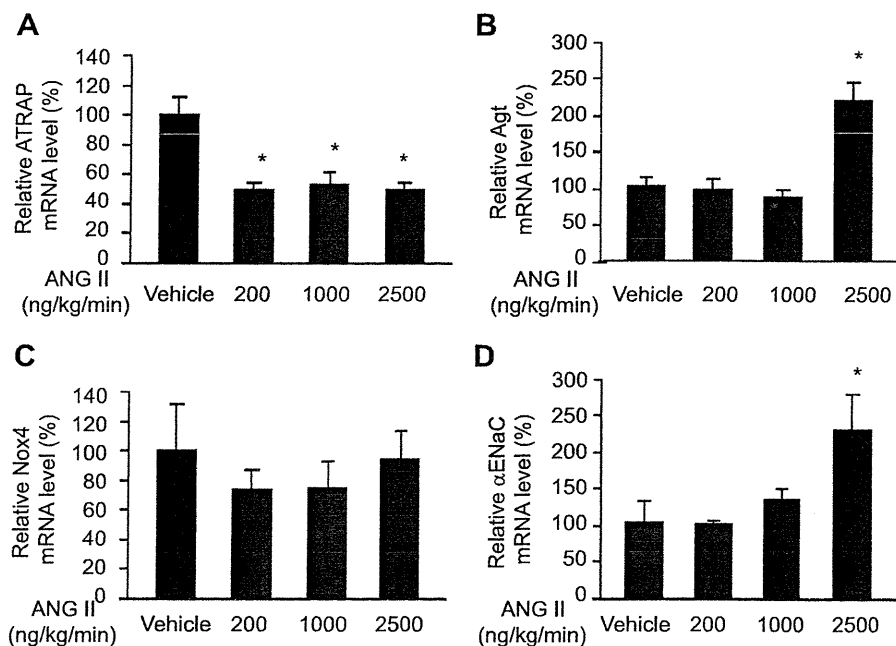 A
Relative ATRAP
mRNA level (%)
140
120
100
80
60
40
20
0
*
*
*
ANG II
(ng/kg/min)
Vehicle 200 1000 2500
B
Relative Agt
mRNA level (%)
300
250
200
150
100
50
0
*
ANG II
(ng/kg/min)
Vehicle 200 1000 2500
C
Relative Nox4
mRNA level (%)
140
120
100
80
60
40
20
0
ANG II
(ng/kg/min)
Vehicle 200 1000 2500
D
Relative αENaC
mRNA level (%)
300
250
200
150
100
50
0
*
ANG II
(ng/kg/min)
Vehicle 200 1000 2500